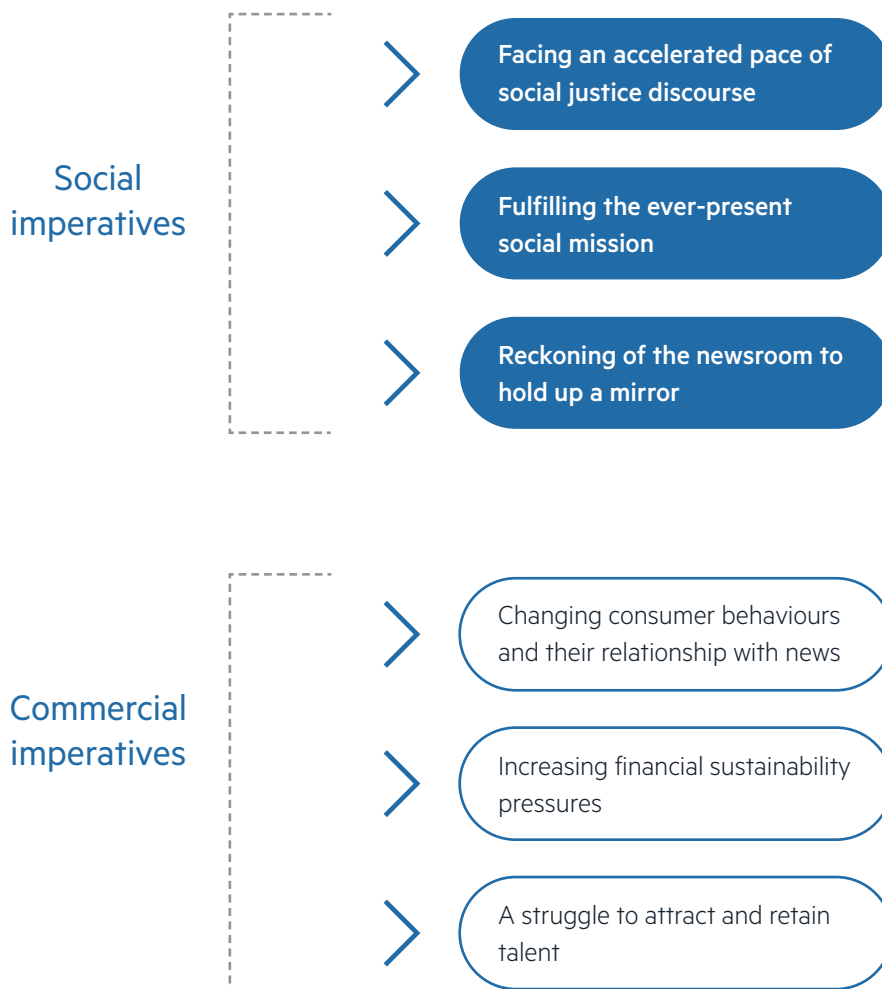 Social
imperatives
Facing an accelerated pace of
social justice discourse
Fulfilling the ever-present
social mission
Reckoning of the newsroom to
hold up a mirror
Commercial
imperatives
Changing consumer behaviours
and their relationship with news
Increasing financial sustainability
pressures
A struggle to attract and retain
talent